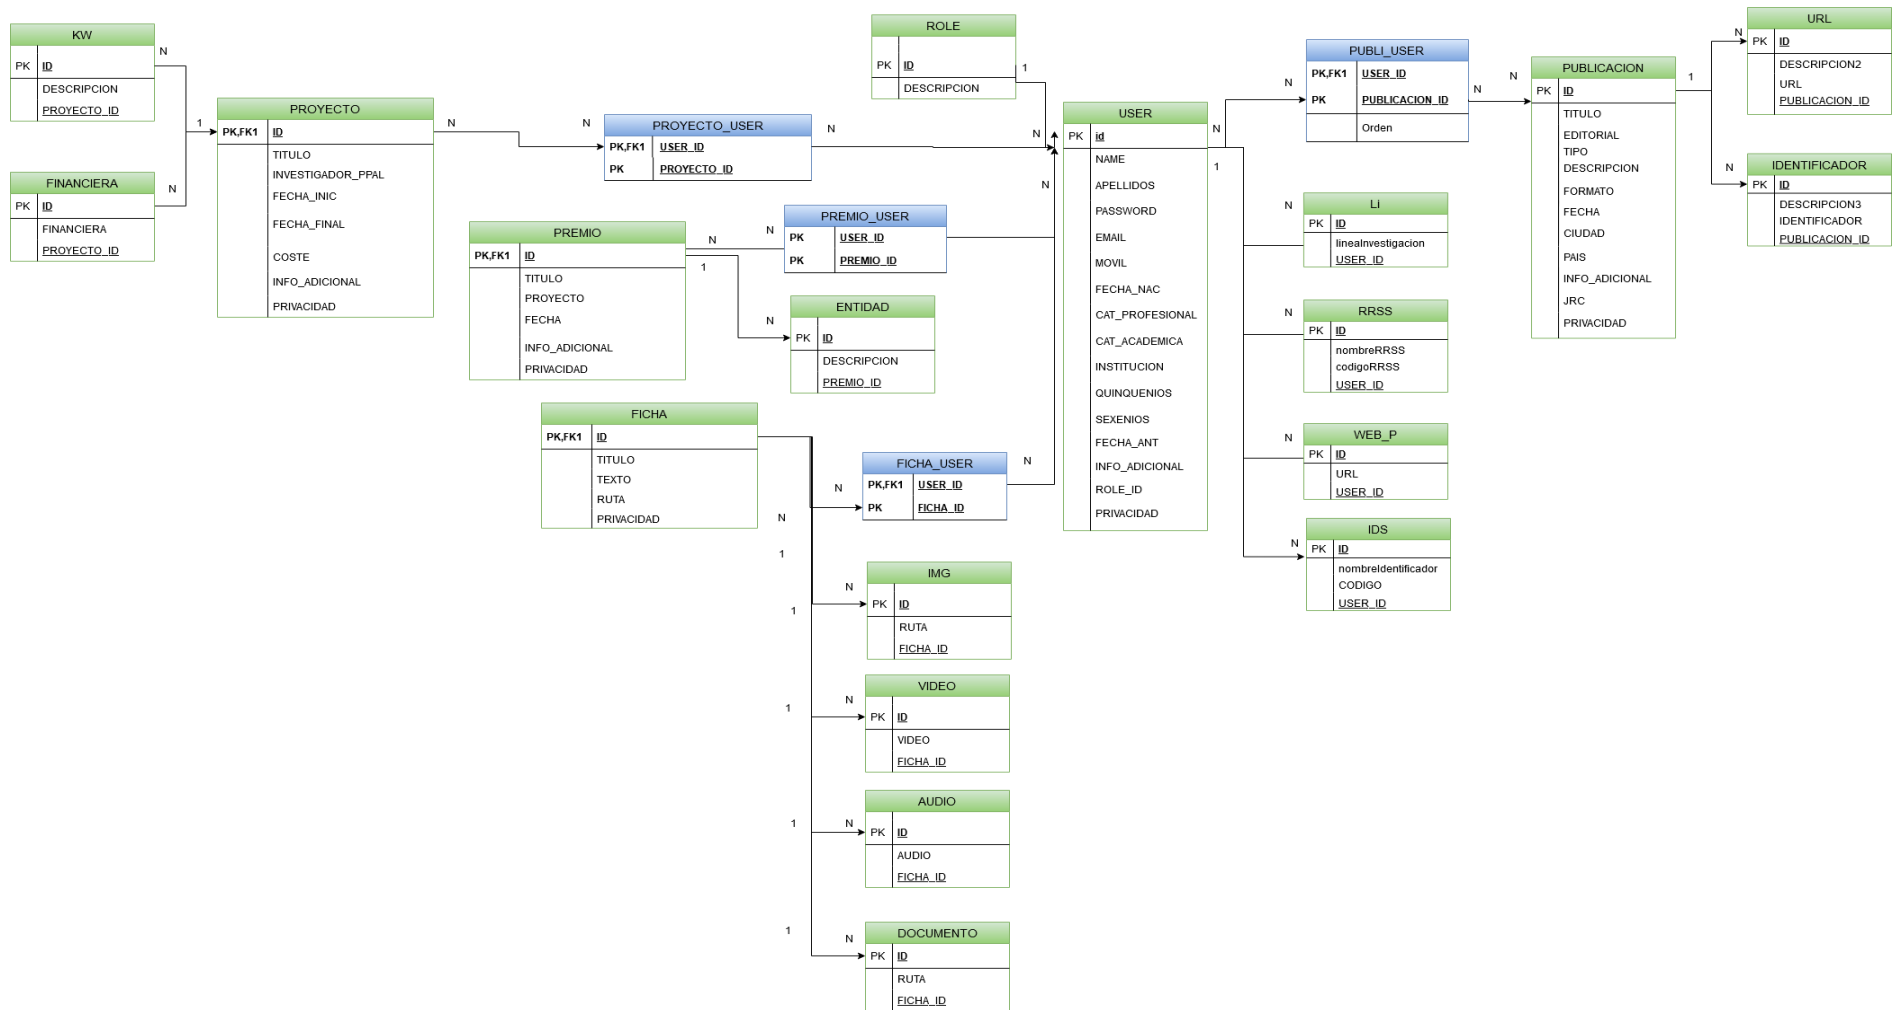 KW
N
PK ID
DESCRIPCION
PROYECTO_ID
FINANCIERA
N
PK ID
FINANCIERA
PROYECTO_ID
1
PROYECTO
PK,FK1 ID
TITULO
INVESTIGADOR_PPAL
FECHA_INIC
FECHA_FINAL
COSTE
INFO_ADICIONAL
PRIVACIDAD
N
N
PROYECTO_USER
PK,FK1 USER_ID
PK PROYECTO_ID
N
PREMIO
PK,FK1 ID
TITULO
PROYECTO
FECHA
INFO_ADICIONAL
PRIVACIDAD
N
N
1
PREMIO_USER
PK USER_ID
PK PREMIO_ID
N
ENTIDAD
PK ID
DESCRIPCION
PREMIO_ID
FICHA
PK,FK1 ID
TITULO
TEXTO
RUTA
PRIVACIDAD
N
N
FICHA_USER
PK,FK1 USER_ID
PK FICHA_ID
N
1
1
N
IMG
PK ID
RUTA
FICHA_ID
1
N
VIDEO
PK ID
VIDEO
FICHA_ID
1
N
AUDIO
PK ID
AUDIO
FICHA_ID
1
N
DOCUMENTO
PK ID
RUTA
FICHA_ID
ROLE
PK ID
DESCRIPCION
1
N
N
USER
PK id
NAME
APELLIDOS
PASSWORD
EMAIL
MOVIL
FECHA_NAC
CAT_PROFESIONAL
CAT_ACADEMICA
INSTITUCION
QUINQUENIOS
SEXENIOS
FECHA_ANT
INFO_ADICIONAL
ROLE_ID
PRIVACIDAD
N
1
N
PUBLI_USER
PK,FK1 USER_ID
PK PUBLICACION_ID
Orden
N
N
N
Li
PK ID
lineaInvestigacion
USER_ID
N
RRSS
PK ID
nombreRRSS
codigoRRSS
USER_ID
N
WEB_P
PK ID
URL
USER_ID
N
IDS
PK ID
nombreIdentificador
CODIGO
USER_ID
PUBLICACION
PK ID
TITULO
EDITORIAL
TIPO
DESCRIPCION
FORMATO
FECHA
CIUDAD
PAIS
INFO_ADICIONAL
JRC
PRIVACIDAD
1
N
URL
PK ID
DESCRIPCION2
URL
PUBLICACION_ID
N
IDENTIFICADOR
PK ID
DESCRIPCION3
IDENTIFICADOR
PUBLICACION_ID